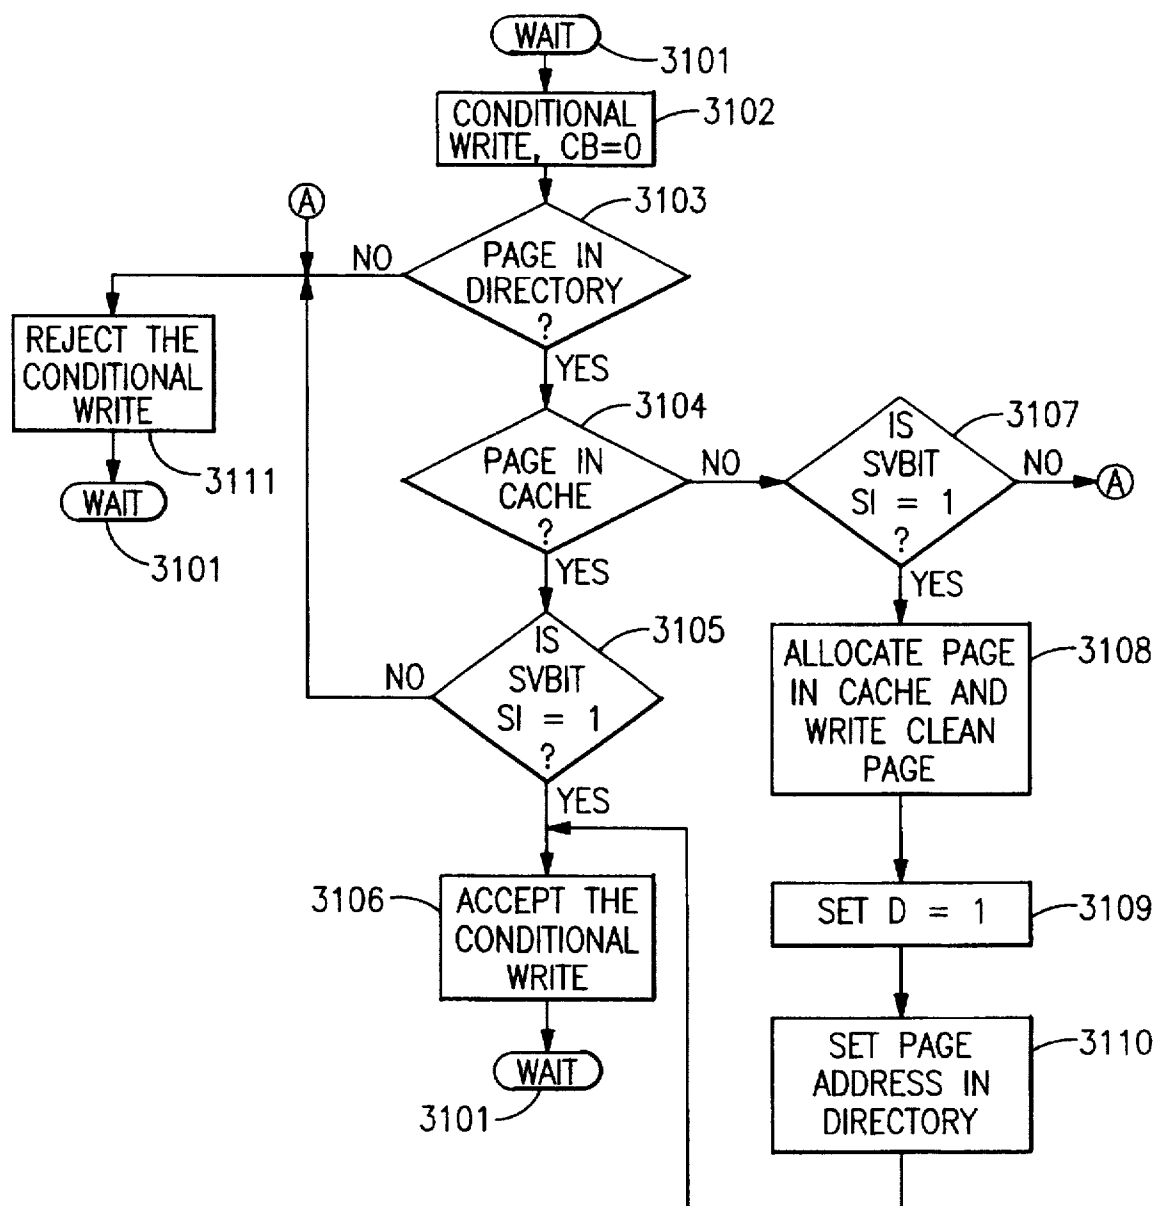 WAIT
3101
CONDITIONAL
WRITE, CB=0
3102
A
3103
NO
PAGE IN
DIRECTORY
?
YES
REJECT THE
CONDITIONAL
WRITE
3111
WAIT
3101
3104
PAGE IN
CACHE
?
NO
YES
3107
IS
SVBIT
SI = 1
?
NO
A
YES
3105
IS
SVBIT
SI = 1
?
NO
YES
ALLOCATE PAGE
IN CACHE AND
WRITE CLEAN
PAGE
3108
3106
ACCEPT THE
CONDITIONAL
WRITE
SET D = 1
3109
WAIT
3101
SET PAGE
ADDRESS IN
DIRECTORY
3110